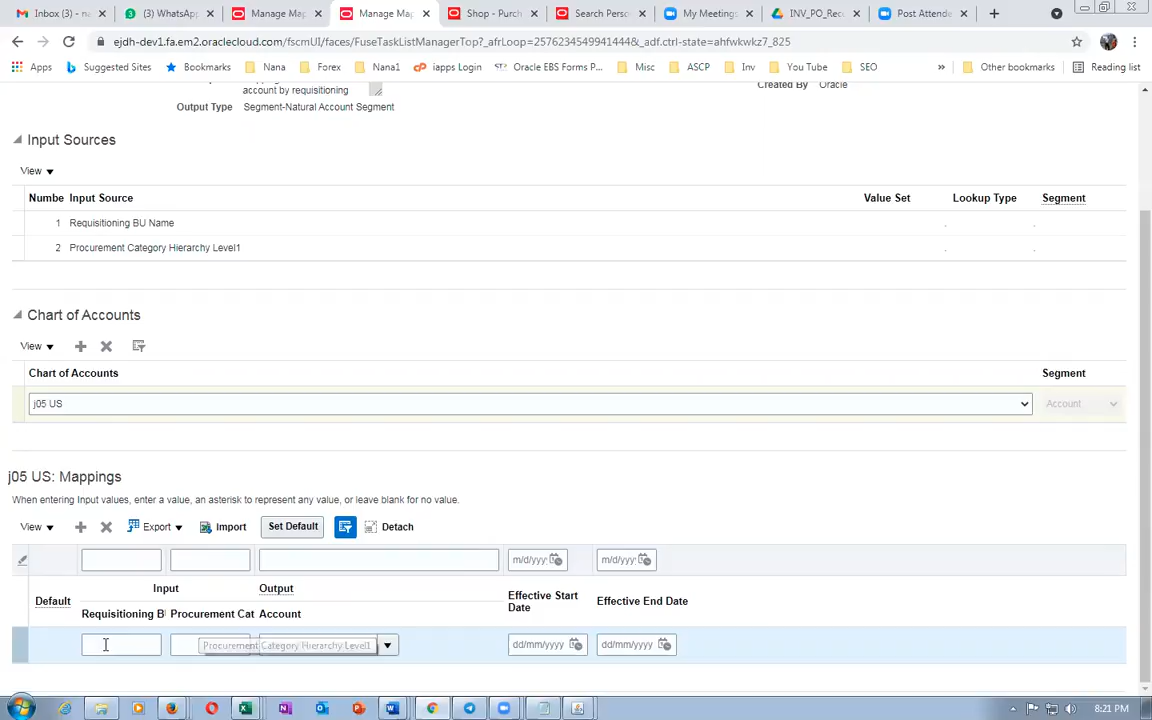 Inbox (3) - n
(3) WhatsApp
Manage Map
Manage Map
Shop - Purch
Search Perso
My Meetings
INV_PO_Rec
Post Attende
ejdh-dev1.fa.em2.oraclecloud.com/fscmUI/faces/FuseTaskListManagerTop?_afrLoop=2576234549941444&_adf.ctrl-state=ahfwkwkz7_825
Apps
Suggested Sites
Bookmarks
Nana
Forex
Nana1
iapps Login
Oracle EBS Forms P...
Misc
ASCP
Inv
You Tube
SEO
»
Other bookmarks
Reading list
account by requisitioning
Created By Oracle
Output Type Segment-Natural Account Segment
Input Sources
View
Numbe Input Source Value Set Lookup Type Segment
1 Requisitioning BU Name
2 Procurement Category Hierarchy Level1
Chart of Accounts
View
Chart of Accounts Segment
j05 US Account
j05 US: Mappings
When entering Input values, enter a value, an asterisk to represent any value, or leave blank for no value.
View Export Import Set Default Detach
m/d/yyy m/d/yyy
Input Output
Default Effective Start Date Effective End Date
Requisitioning B Procurement Cat Account
Procurement Category Hierarchy Level1
dd/mm/yyyy dd/mm/yyyy
8:21 PM